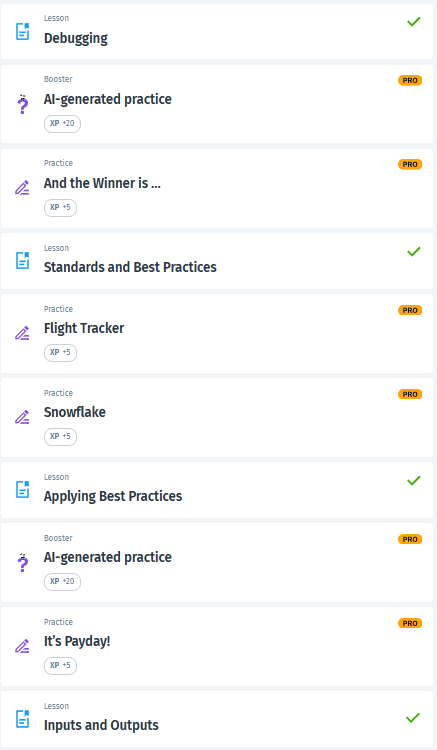 Lesson
Debugging
Booster
PRO
AI-generated practice
XP +20
Practice
PRO
And the Winner is ...
XP +5
Lesson
Standards and Best Practices
Practice
PRO
Flight Tracker
XP +5
Practice
PRO
Snowflake
XP +5
Lesson
Applying Best Practices
Booster
PRO
AI-generated practice
XP +20
Practice
PRO
It's Payday!
XP +5
Lesson
Inputs and Outputs